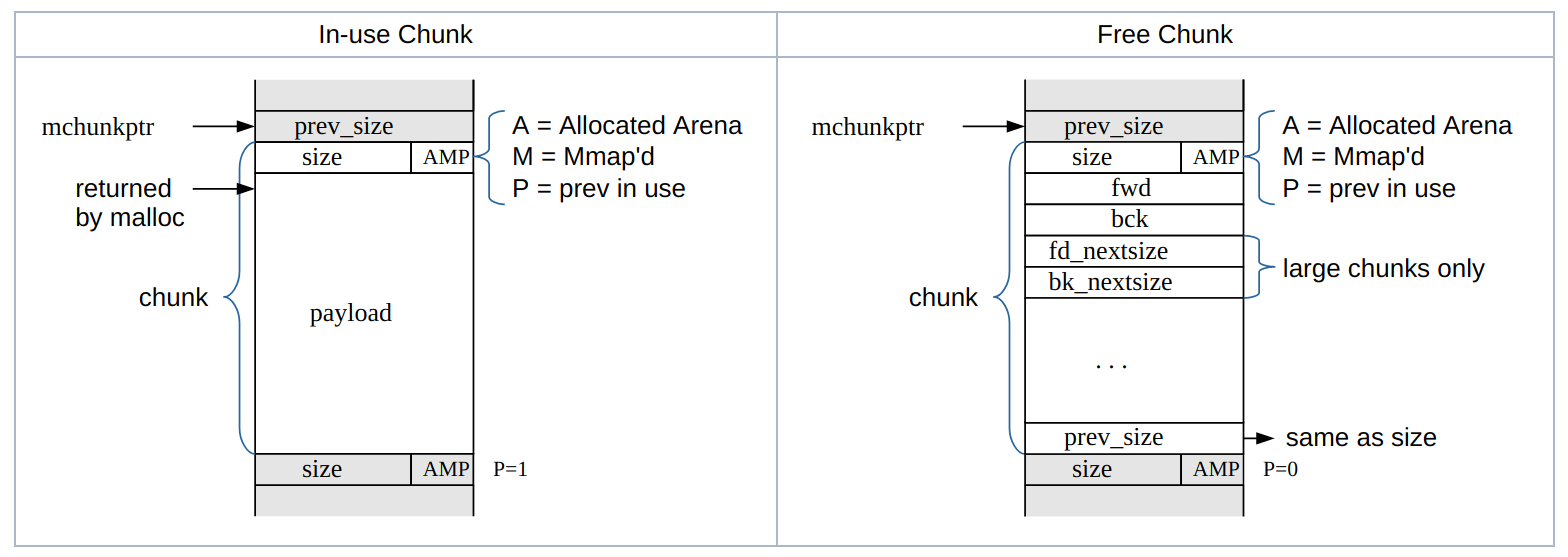 In-use Chunk
mchunkptr
prev_size
A = Allocated Arena
size
AMP
M = Mmap'd
returned
by malloc
P = prev in use
chunk
payload
size
AMP
P=1
Free Chunk
mchunkptr
prev_size
A = Allocated Arena
size
AMP
M = Mmap'd
fwd
P = prev in use
bck
fd_nextsize
large chunks only
bk_nextsize
chunk
. . .
prev_size
same as size
size
AMP
P=0